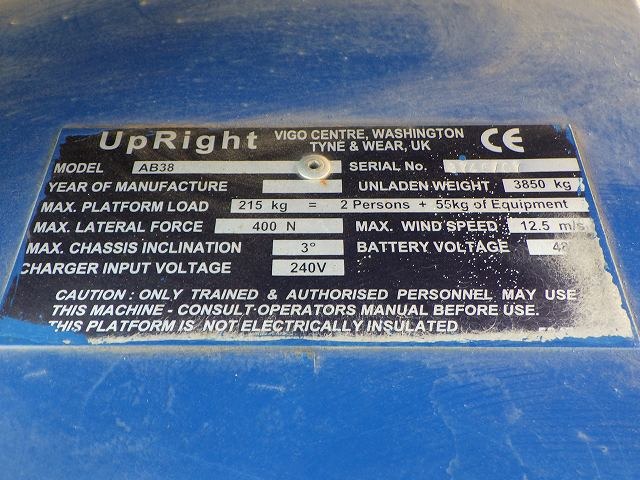 UpRight VIGO CENTRE, WASHINGTON
TYNE & WEAR, UK CE
MODEL AB38 SERIAL No.
YEAR OF MANUFACTURE UNLADEN WEIGHT 3850 kg
MAX. PLATFORM LOAD 215 kg = 2 Persons + 55kg of Equipment
MAX. LATERAL FORCE 400 N MAX. WIND SPEED 12.5 m/s
MAX. CHASSIS INCLINATION 3° BATTERY VOLTAGE 48
CHARGER INPUT VOLTAGE 240V
CAUTION : ONLY TRAINED & AUTHORISED PERSONNEL MAY USE
THIS MACHINE - CONSULT OPERATORS MANUAL BEFORE USE.
THIS PLATFORM IS NOT ELECTRICALLY INSULATED